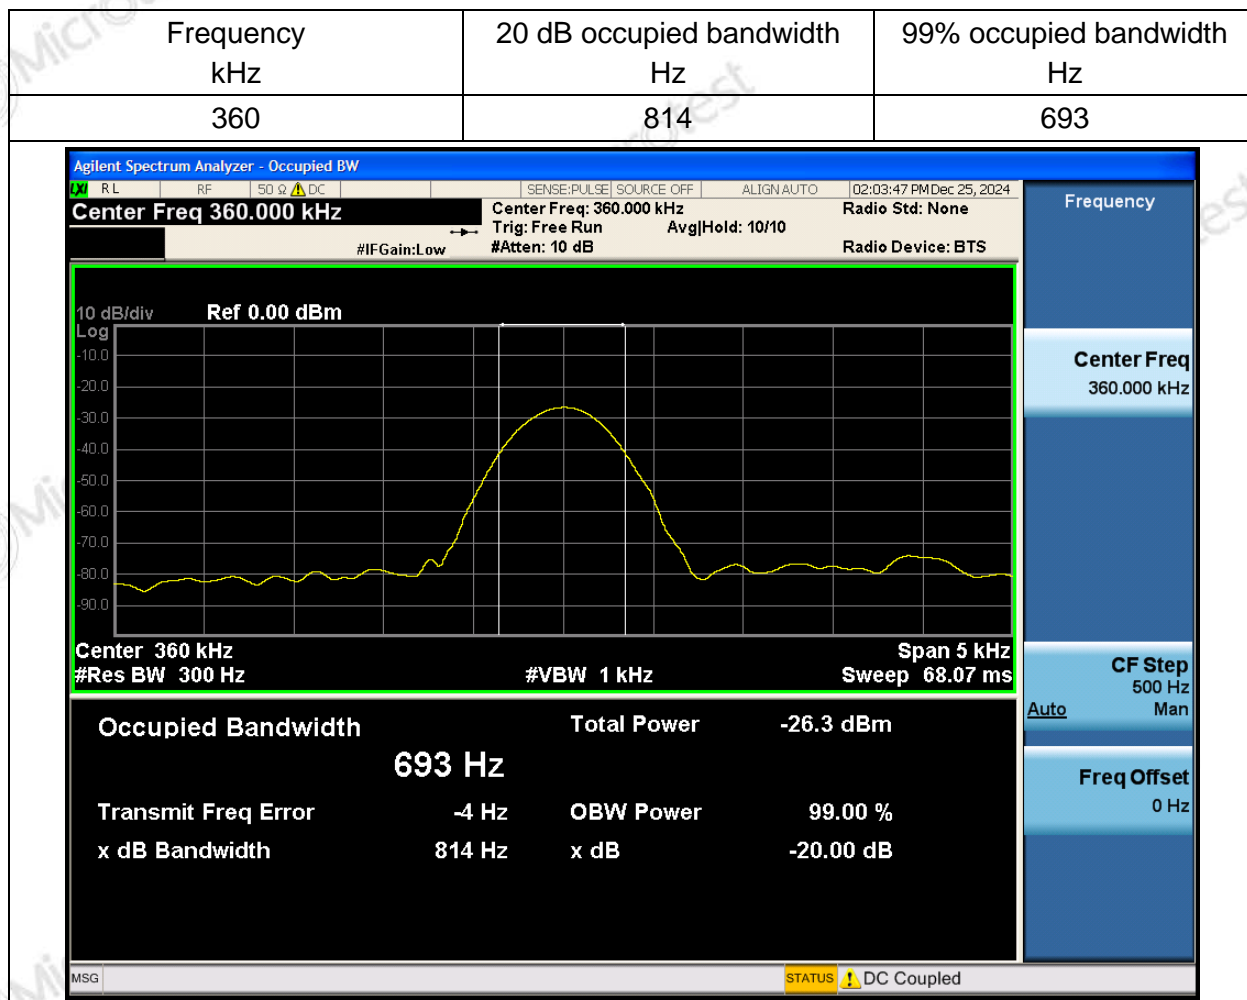 Frequency kHz
20 dB occupied bandwidth Hz
99% occupied bandwidth Hz
360 814 693
Agilent Spectrum Analyzer - Occupied BW
LXI RL RF 50 Ω DC SENSE:PULSE SOURCE OFF ALIGN AUTO 02:03:47 PM Dec 25, 2024
Center Freq 360.000 kHz
Center Freq: 360.000 kHz
Radio Std: None
Trig: Free Run Avg|Hold: 10/10
#IFGain:Low
#Atten: 10 dB
Radio Device: BTS
10 dB/div Ref 0.00 dBm
Log
-10.0
-20.0
-30.0
-40.0
-50.0
-60.0
-70.0
-80.0
-90.0
Center 360 kHz Span 5 kHz
#Res BW 300 Hz #VBW 1 kHz Sweep 68.07 ms
Occupied Bandwidth Total Power -26.3 dBm
693 Hz
Transmit Freq Error -4 Hz OBW Power 99.00 %
x dB Bandwidth 814 Hz x dB -20.00 dB
Frequency
Center Freq
360.000 kHz
CF Step
500 Hz
Auto Man
Freq Offset
0 Hz
MSG STATUS DC Coupled
Microtest